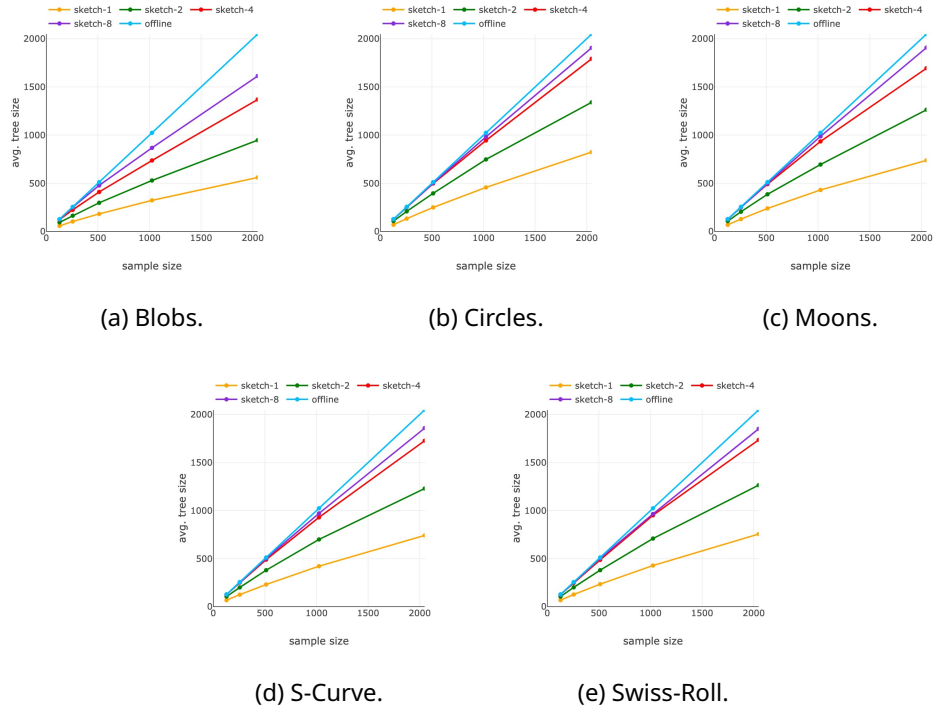 sketch-1 sketch-2 sketch-4
sketch-8 offline
2000
1500
1000
500
0
avg. tree size
0 500 1000 1500 2000
sample size
(a) Blobs.
sketch-1 sketch-2 sketch-4
sketch-8 offline
2000
1500
1000
500
0
avg. tree size
0 500 1000 1500 2000
sample size
(b) Circles.
sketch-1 sketch-2 sketch-4
sketch-8 offline
2000
1500
1000
500
0
avg. tree size
0 500 1000 1500 2000
sample size
(c) Moons.
sketch-1 sketch-2 sketch-4
sketch-8 offline
2000
1500
1000
500
0
avg. tree size
0 500 1000 1500 2000
sample size
(d) S-Curve.
sketch-1 sketch-2 sketch-4
sketch-8 offline
2000
1500
1000
500
0
avg. tree size
0 500 1000 1500 2000
sample size
(e) Swiss-Roll.